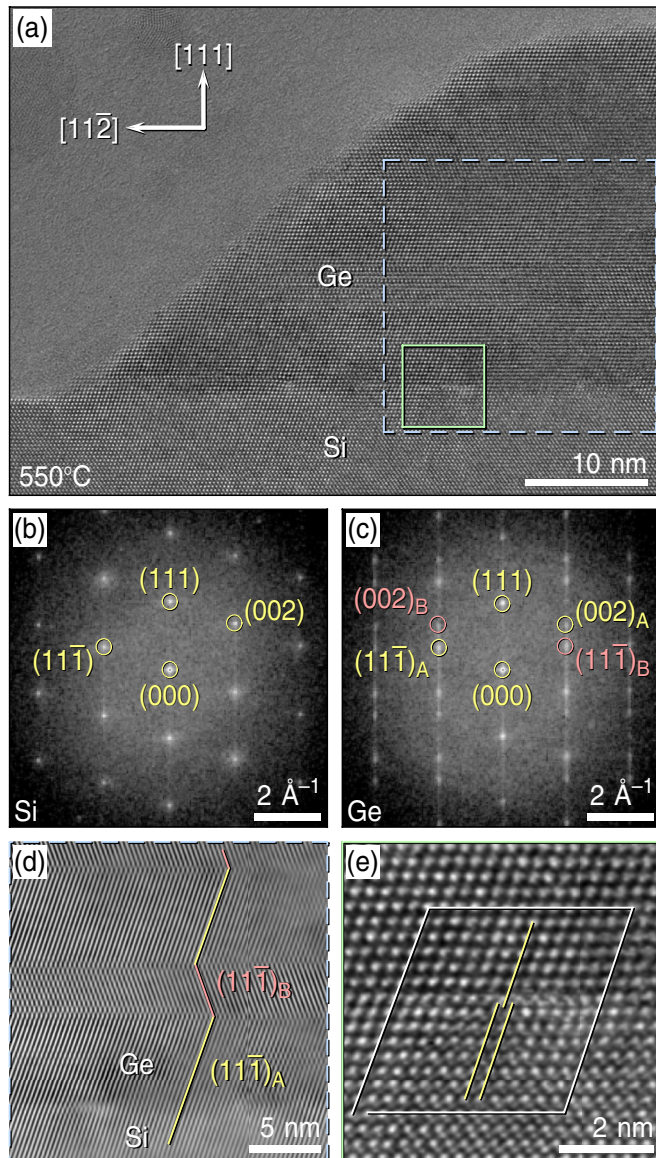 (a)
[111]
[112̅]
Ge
Si
550°C
10 nm
(b)
(111)
(002)
(111̅)
(000)
Si
2 Å⁻¹
(c)
(111)
(002)B
(002)A
(111̅)A
(111̅)B
(000)
Ge
2 Å⁻¹
(d)
(111̅)B
(111̅)A
Ge
Si
5 nm
(e)
2 nm